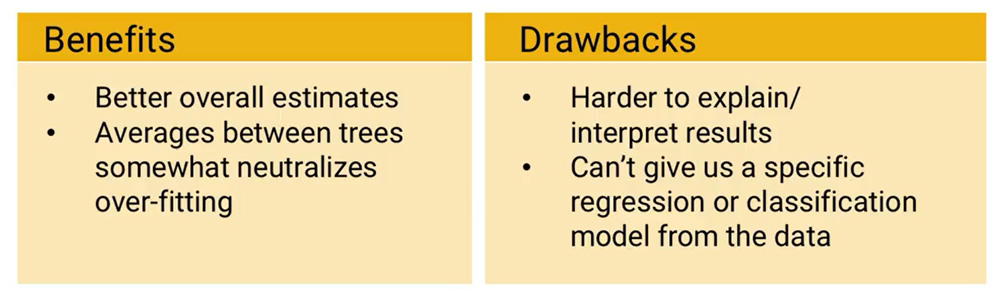 Benefits
• Better overall estimates
• Averages between trees
somewhat neutralizes
over-fitting
Drawbacks
• Harder to explain/
interpret results
• Can’t give us a specific
regression or classification
model from the data